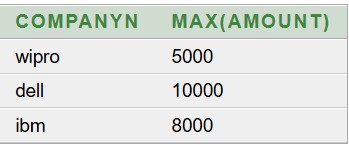 COMPANYN MAX(AMOUNT)
wipro 5000
dell 10000
ibm 8000